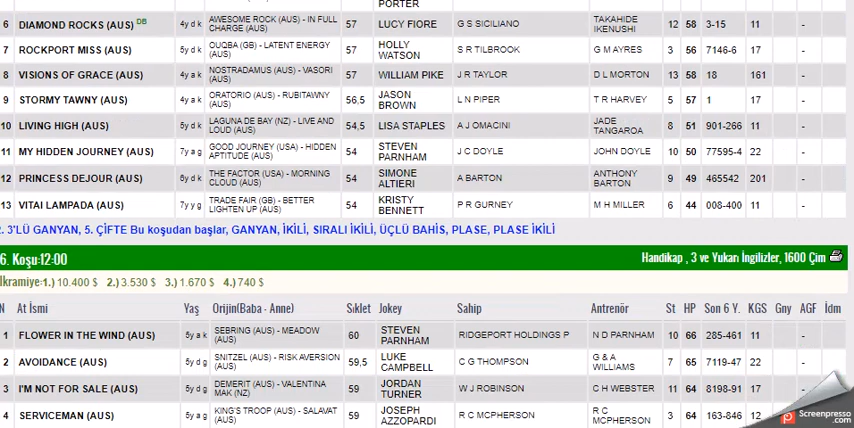 PORTER
6 DIAMOND ROCKS (AUS) DB 4y d k AWESOME ROCK (AUS) - IN FULL CHARGE (AUS) 57 LUCY FIORE G S SICILIANO TAKAHIDE IKENUSHI 12 58 3-15 11 -
7 ROCKPORT MISS (AUS) 5y d k OUQBA (GB) - LATENT ENERGY (AUS) 57 HOLLY WATSON S R TILBROOK G M AYRES 3 56 7146-6 17 -
8 VISIONS OF GRACE (AUS) 4y a k NOSTRADAMUS (AUS) - VASORI (AUS) 57 WILLIAM PIKE J R TAYLOR D L MORTON 13 58 18 161 -
9 STORMY TAWNY (AUS) 4y a k ORATORIO (AUS) - RUBITAWNY (AUS) 56,5 JASON BROWN L N PIPER T R HARVEY 5 57 1 17 -
10 LIVING HIGH (AUS) 5y d k LAGUNA DE BAY (NZ) - LIVE AND LOUD (AUS) 54,5 LISA STAPLES A J OMACINI JADE TANGAROA 8 51 901-266 11 -
11 MY HIDDEN JOURNEY (AUS) 7y a g GOOD JOURNEY (USA) - HIDDEN APTITUDE (AUS) 54 STEVEN PARNHAM J C DOYLE JOHN DOYLE 10 50 77595-4 22 -
12 PRINCESS DEJOUR (AUS) 6y d k THE FACTOR (USA) - MORNING CLOUD (AUS) 54 SIMONE ALTIERI A BARTON ANTHONY BARTON 9 49 465542 201 -
13 VITAI LAMPADA (AUS) 7y y g TRADE FAIR (GB) - BETTER LIGHTEN UP (AUS) 54 KRISTY BENNETT P R GURNEY M H MILLER 6 44 008-400 11 -
2. 3'LÜ GANYAN, 5. ÇİFTE Bu koşudan başlar, GANYAN, İKİLİ, SIRALI İKİLİ, ÜÇLÜ BAHİS, PLASE, PLASE İKİLİ
6. Koşu:12:00 Handikap , 3 ve Yukarı İngilizler, 1600 Çim
İkramiye:1.) 10.400 $ 2.) 3.530 $ 3.) 1.670 $ 4.) 740 $
N At İsmi Yaş Orijin(Baba - Anne) Sıklet Jokey Sahip Antrenör St HP Son 6 Y. KGS Gny AGF İdm
1 FLOWER IN THE WIND (AUS) 5y a k SEBRING (AUS) - MEADOW (AUS) 60 STEVEN PARNHAM RIDGEPORT HOLDINGS P N D PARNHAM 10 66 285-461 11 -
2 AVOIDANCE (AUS) 5y d g SNITZEL (AUS) - RISK AVERSION (AUS) 59,5 LUKE CAMPBELL C G THOMPSON G & A WILLIAMS 7 65 7119-47 22 -
3 I'M NOT FOR SALE (AUS) 5y d g DEMERIT (AUS) - VALENTINA MAK (NZ) 59 JORDAN TURNER W J ROBINSON C H WEBSTER 11 64 8198-91 17 -
4 SERVICEMAN (AUS) 5y a g KING'S TROOP (AUS) - SALAVAT (AUS) 59 JOSEPH AZZOPARDI R C MCPHERSON R C MCPHERSON 3 64 163-846 12 -
Screenpresso
.com